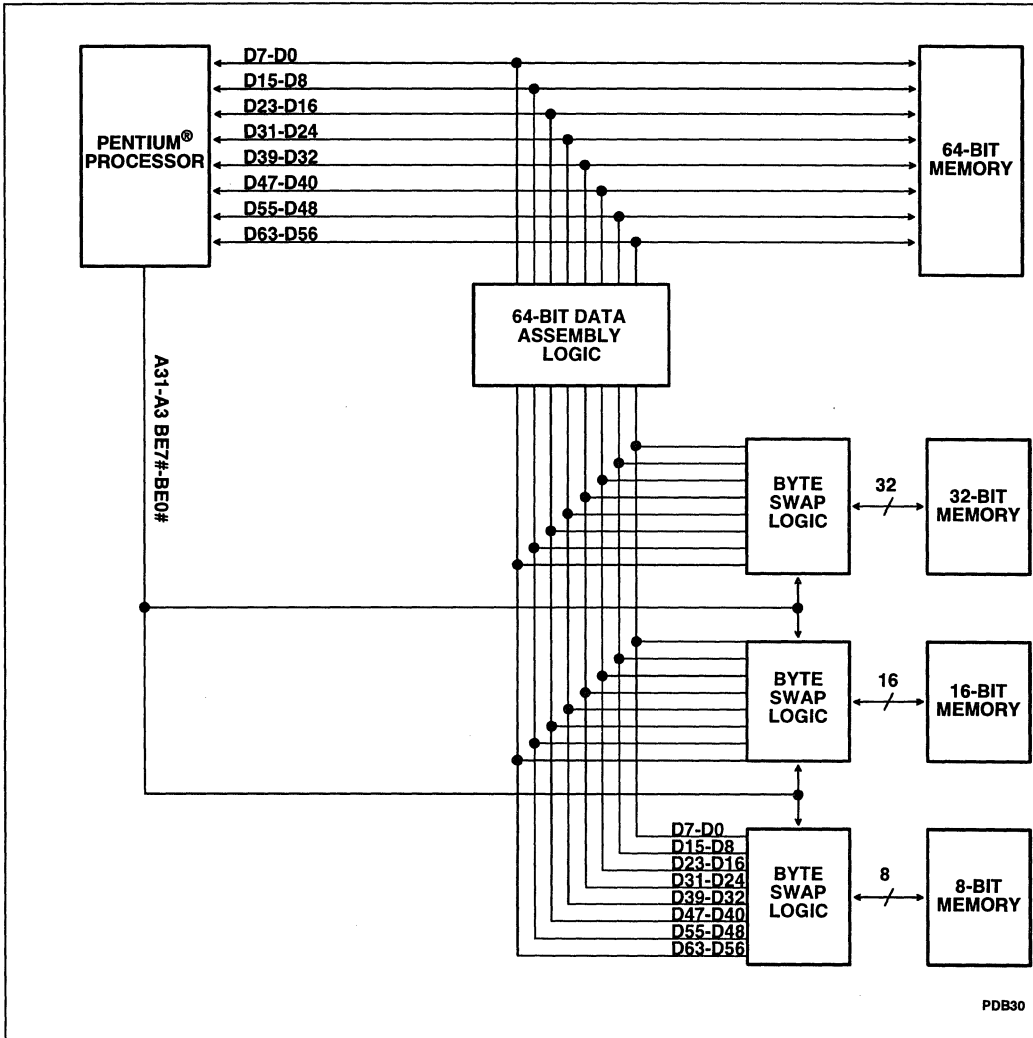 D7-D0
D15-D8
D23-D16
D31-D24
D39-D32
D47-D40
D55-D48
D63-D56
PENTIUM®
PROCESSOR
64-BIT
MEMORY
64-BIT DATA
ASSEMBLY
LOGIC
A31-A3 BE7#-BE0#
BYTE
SWAP
LOGIC
32
32-BIT
MEMORY
BYTE
SWAP
LOGIC
16
16-BIT
MEMORY
D7-D0
D15-D8
D23-D16
D31-D24
D39-D32
D47-D40
D55-D48
D63-D56
BYTE
SWAP
LOGIC
8
8-BIT
MEMORY
PDB30